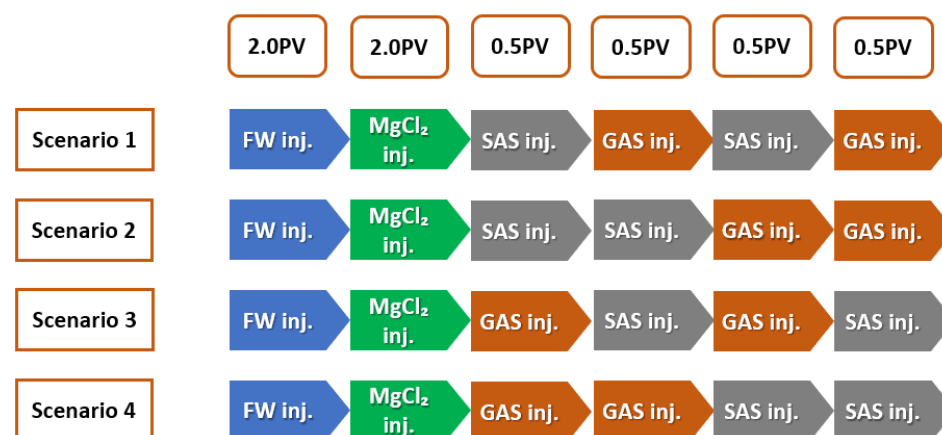 2.0PV 2.0PV 0.5PV 0.5PV 0.5PV 0.5PV
Scenario 1 FW inj. MgCl₂ inj. SAS inj. GAS inj. SAS inj. GAS inj.
Scenario 2 FW inj. MgCl₂ inj. SAS inj. SAS inj. GAS inj. GAS inj.
Scenario 3 FW inj. MgCl₂ inj. GAS inj. SAS inj. GAS inj. SAS inj.
Scenario 4 FW inj. MgCl₂ inj. GAS inj. GAS inj. SAS inj. SAS inj.